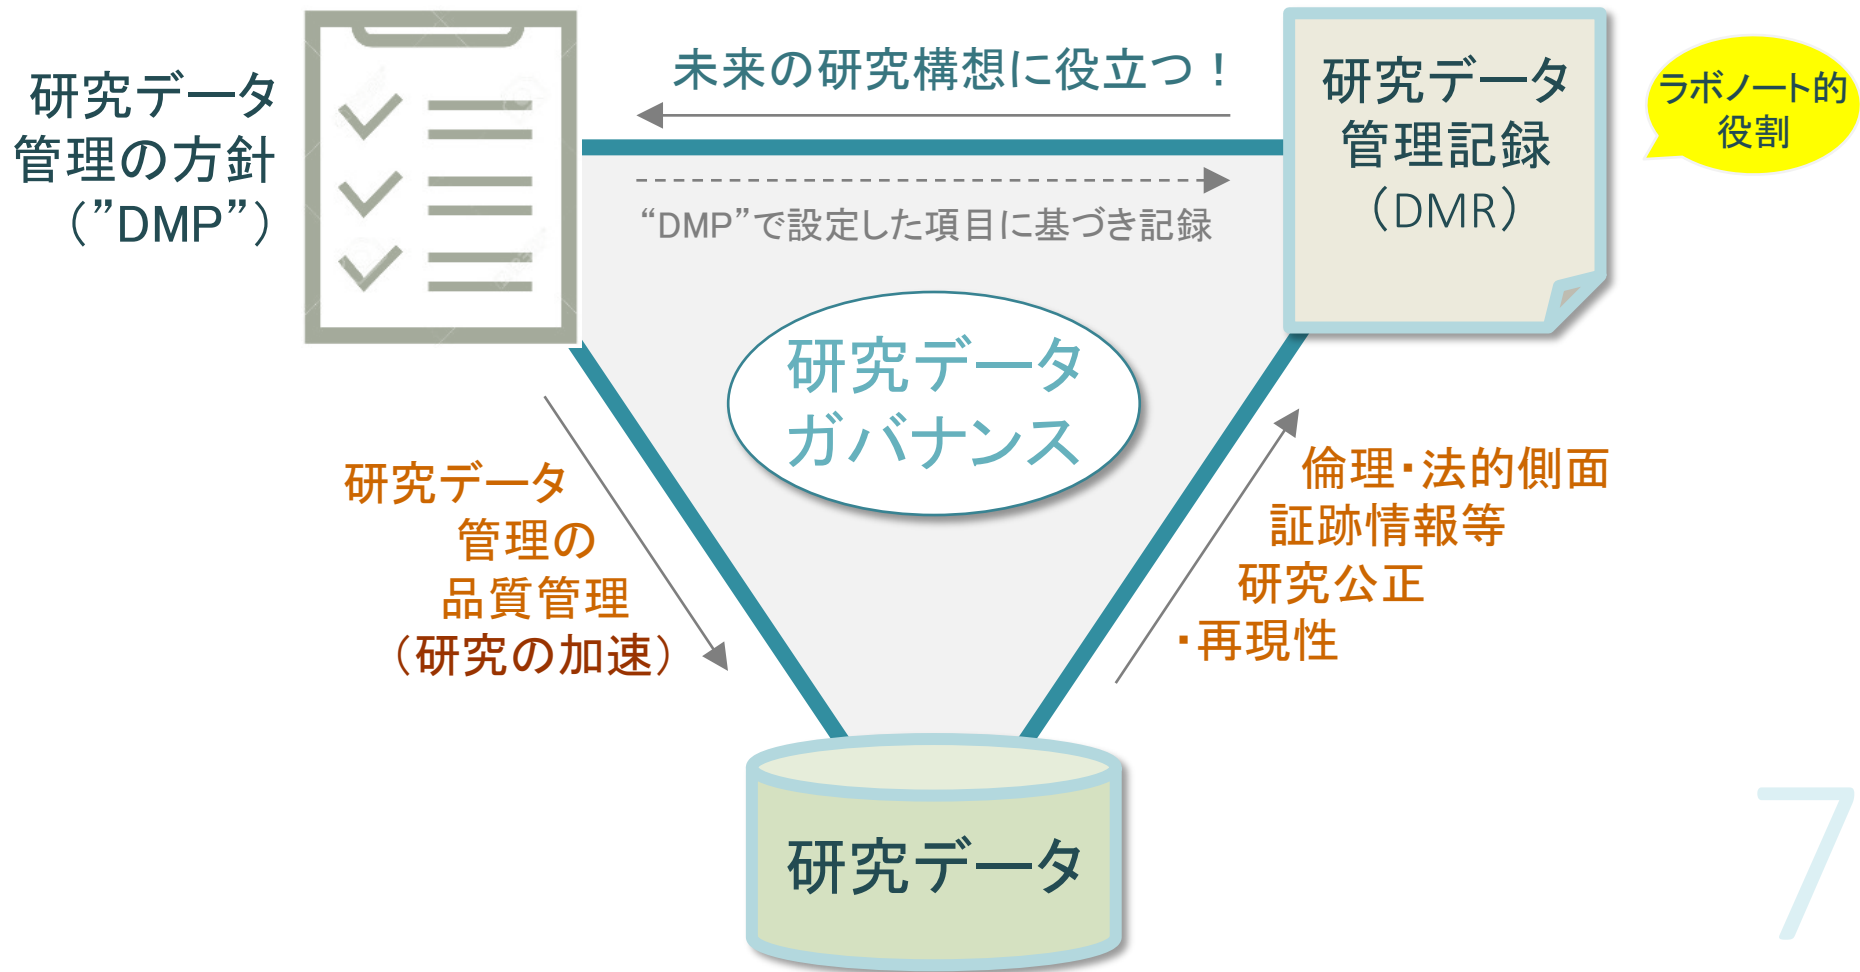 研究データ
管理の方針
（”DMP”）
未来の研究構想に役立つ！
“DMP”で設定した項目に基づき記録
研究データ
管理記録
（DMR）
ラボノート的
役割
研究データ
ガバナンス
研究データ
管理の
品質管理
（研究の加速）
倫理・法的側面
証跡情報等
研究公正
・再現性
研究データ
7